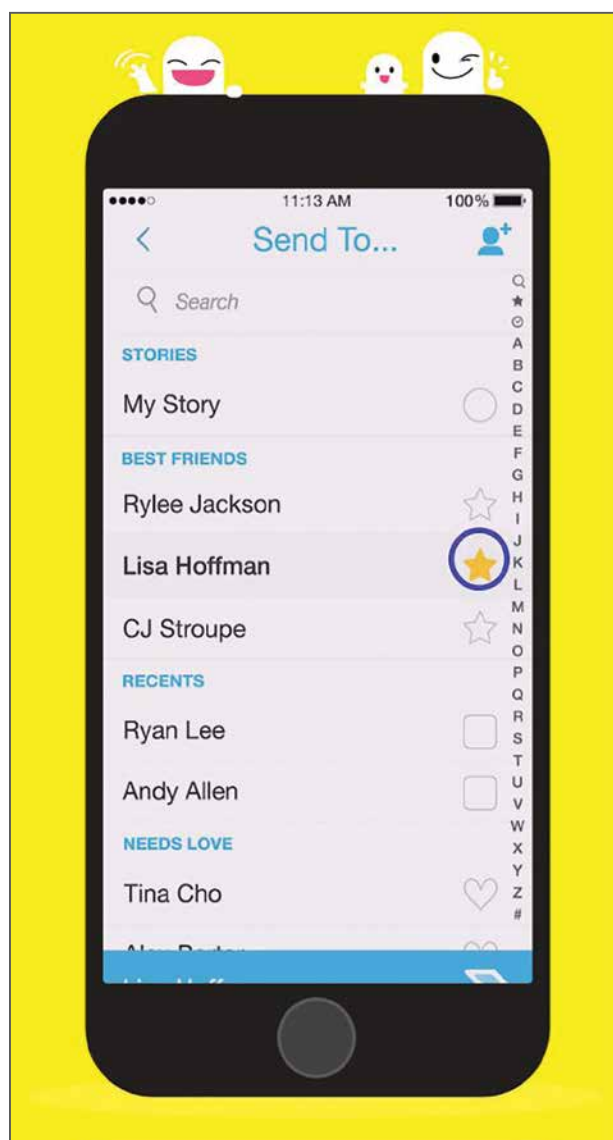 11:13 AM 100%
Send To...
Search
STORIES
My Story
BEST FRIENDS
Rylee Jackson
Lisa Hoffman
CJ Stroupe
RECENTS
Ryan Lee
Andy Allen
NEEDS LOVE
Tina Cho
A
B
C
D
E
F
G
H
I
J
K
L
M
N
O
P
Q
R
S
T
U
V
W
X
Y
Z
#